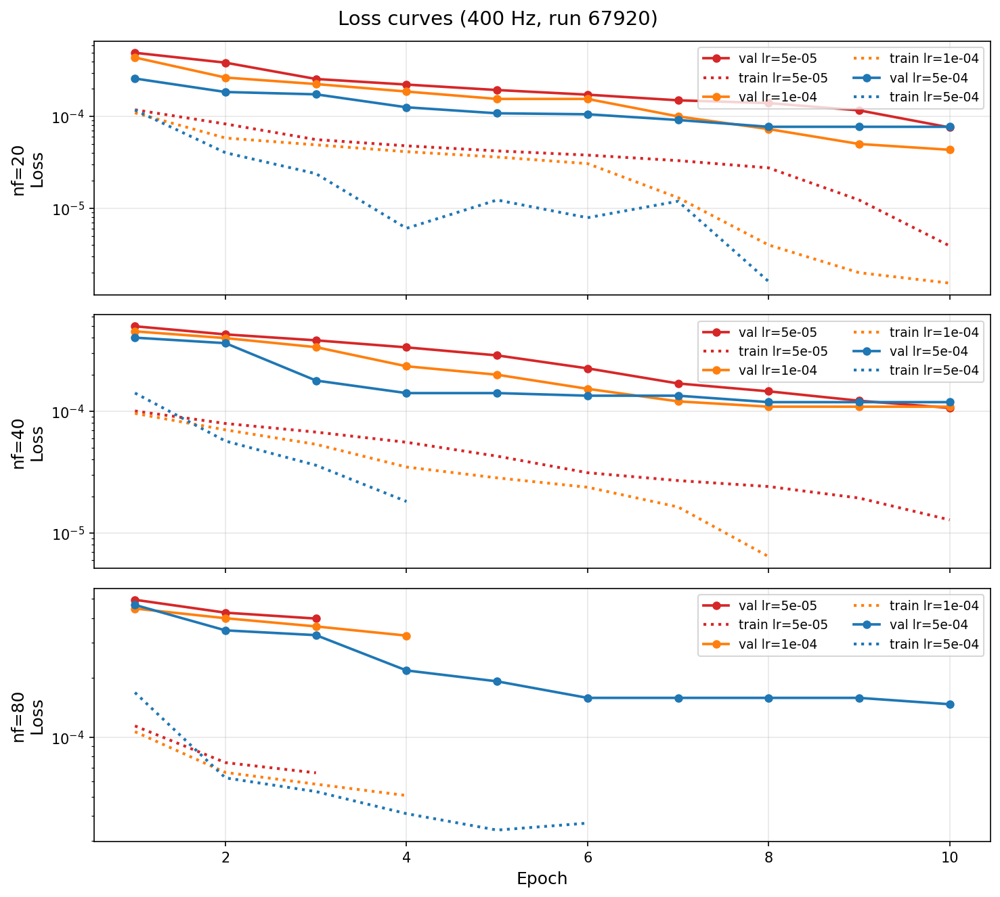 Loss curves (400 Hz, run 67920)
val lr=5e-05
train lr=5e-05
val lr=1e-04
train lr=1e-04
val lr=5e-04
train lr=5e-04
10⁻⁴
10⁻⁵
nf=20
Loss
val lr=5e-05
train lr=5e-05
val lr=1e-04
train lr=1e-04
val lr=5e-04
train lr=5e-04
10⁻⁴
10⁻⁵
nf=40
Loss
val lr=5e-05
train lr=5e-05
val lr=1e-04
train lr=1e-04
val lr=5e-04
train lr=5e-04
10⁻⁴
nf=80
Loss
2 4 6 8 10
Epoch